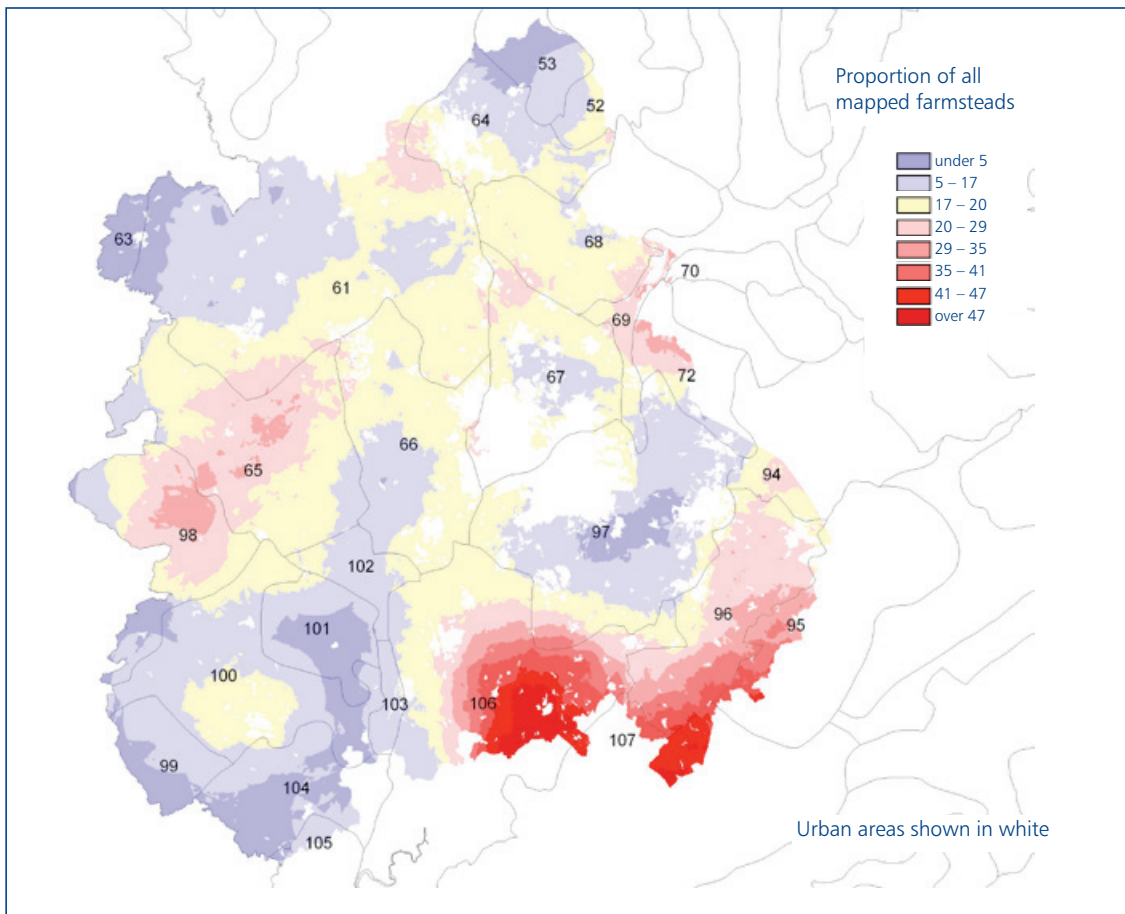 Proportion of all
mapped farmsteads
under 5
5 – 17
17 – 20
20 – 29
29 – 35
35 – 41
41 – 47
over 47
53
52
64
63
68
70
61
69
67
72
66
65
94
98
97
102
96
95
101
100
103
106
107
99
104
105
Urban areas shown in white